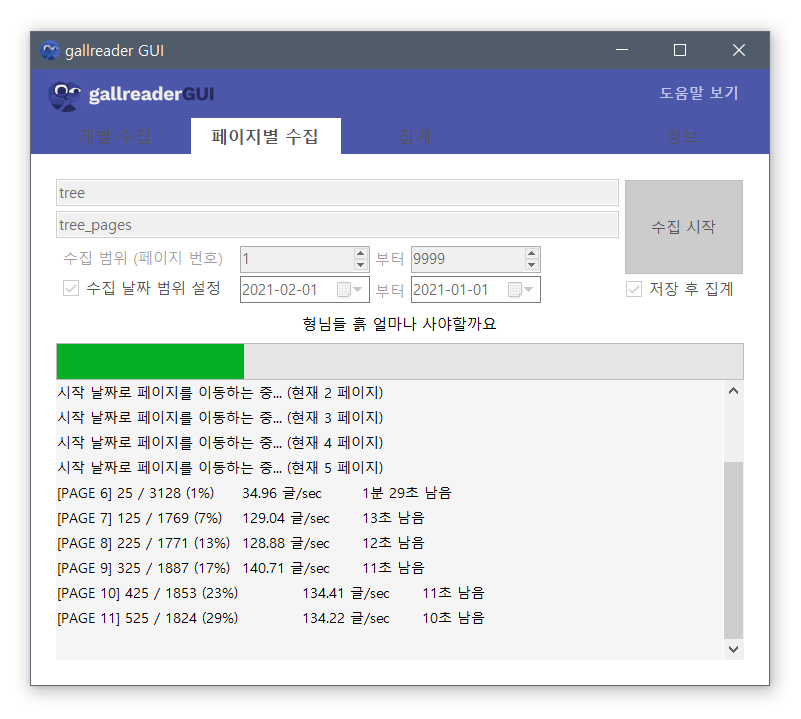 gallreader GUI
gallreaderGUI 도움말 보기
개별 수집 페이지별 수집 집계 정보
tree
수집 시작
tree_pages
수집 범위 (페이지 번호) 1 부터 9999
수집 날짜 범위 설정 2021-02-01 부터 2021-01-01 저장 후 집계
형님들 흙 얼마나 사야할까요
시작 날짜로 페이지를 이동하는 중... (현재 2 페이지)
시작 날짜로 페이지를 이동하는 중... (현재 3 페이지)
시작 날짜로 페이지를 이동하는 중... (현재 4 페이지)
시작 날짜로 페이지를 이동하는 중... (현재 5 페이지)
[PAGE 6] 25 / 3128 (1%) 34.96 글/sec 1분 29초 남음
[PAGE 7] 125 / 1769 (7%) 129.04 글/sec 13초 남음
[PAGE 8] 225 / 1771 (13%) 128.88 글/sec 12초 남음
[PAGE 9] 325 / 1887 (17%) 140.71 글/sec 11초 남음
[PAGE 10] 425 / 1853 (23%) 134.41 글/sec 11초 남음
[PAGE 11] 525 / 1824 (29%) 134.22 글/sec 10초 남음